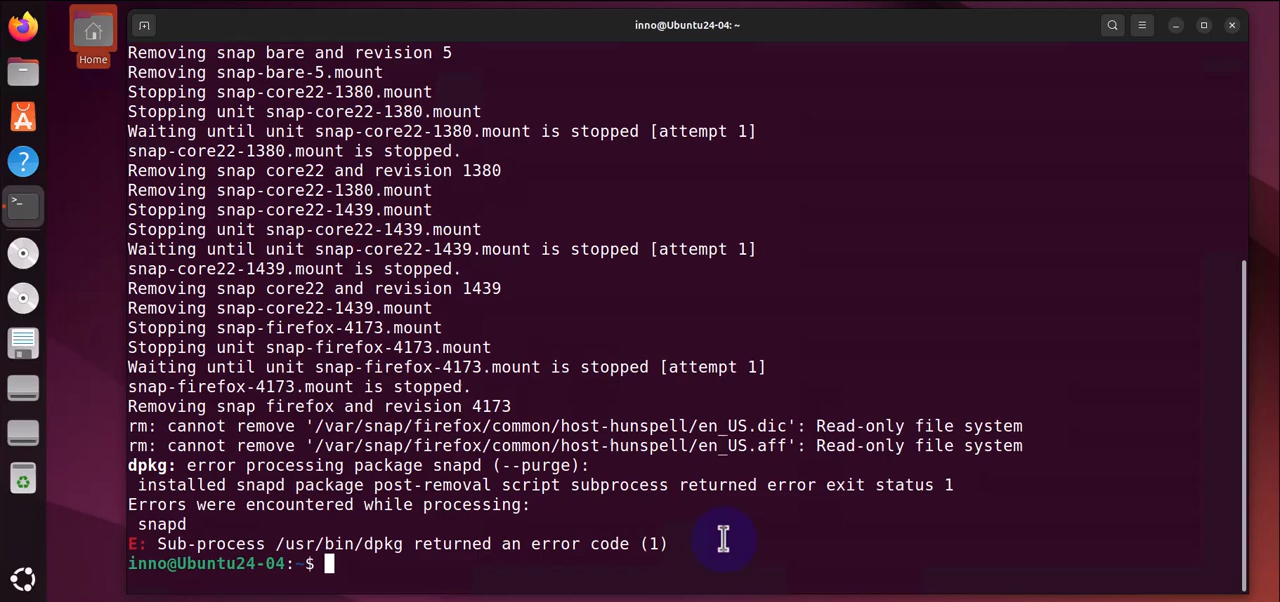 inno@Ubuntu24-04: ~
Home
Removing snap bare and revision 5
Removing snap-bare-5.mount
Stopping snap-core22-1380.mount
Stopping unit snap-core22-1380.mount
Waiting until unit snap-core22-1380.mount is stopped [attempt 1]
snap-core22-1380.mount is stopped.
Removing snap core22 and revision 1380
Removing snap-core22-1380.mount
Stopping snap-core22-1439.mount
Stopping unit snap-core22-1439.mount
Waiting until unit snap-core22-1439.mount is stopped [attempt 1]
snap-core22-1439.mount is stopped.
Removing snap core22 and revision 1439
Removing snap-core22-1439.mount
Stopping snap-firefox-4173.mount
Stopping unit snap-firefox-4173.mount
Waiting until unit snap-firefox-4173.mount is stopped [attempt 1]
snap-firefox-4173.mount is stopped.
Removing snap firefox and revision 4173
rm: cannot remove '/var/snap/firefox/common/host-hunspell/en_US.dic': Read-only file system
rm: cannot remove '/var/snap/firefox/common/host-hunspell/en_US.aff': Read-only file system
dpkg: error processing package snapd (--purge):
 installed snapd package post-removal script subprocess returned error exit status 1
Errors were encountered while processing:
 snapd
E: Sub-process /usr/bin/dpkg returned an error code (1)
inno@Ubuntu24-04:~$